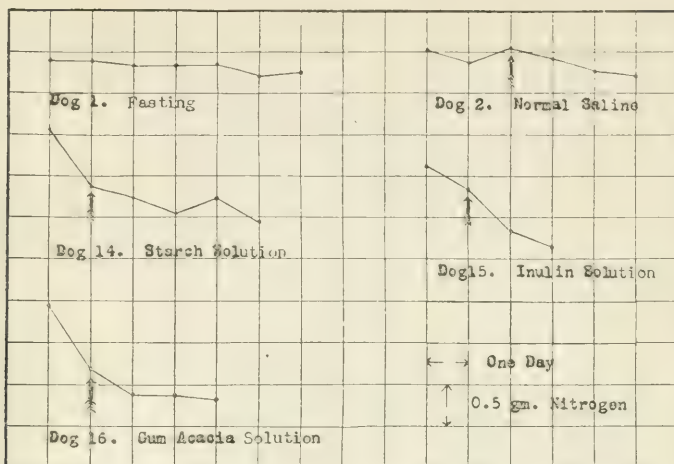 Dog 1. Fasting
Dog 2. Normal Saline
Dog 14. Starch Solution
Dog15. Inulin Solution
One Day
0.5 gm. Nitrogen
Dog 16. Gum Acacia Solution